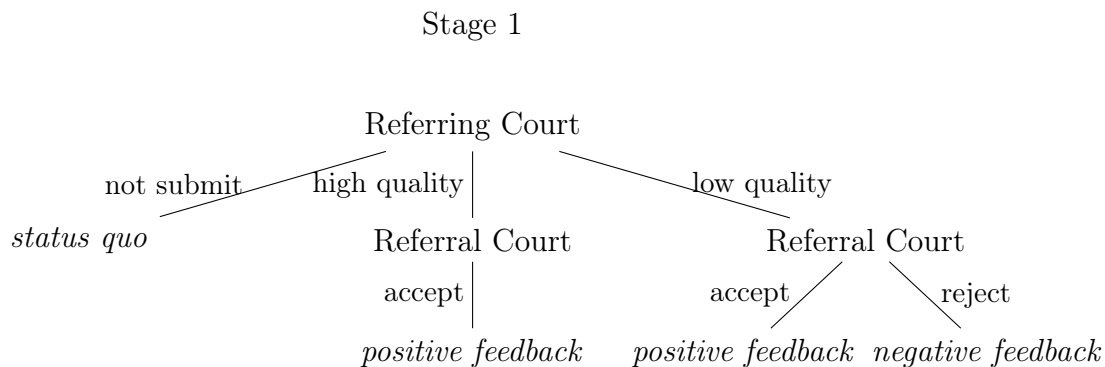 Stage 1
Referring Court
not submit
high quality
low quality
status quo
Referral Court
Referral Court
accept
accept
reject
positive feedback
positive feedback
negative feedback